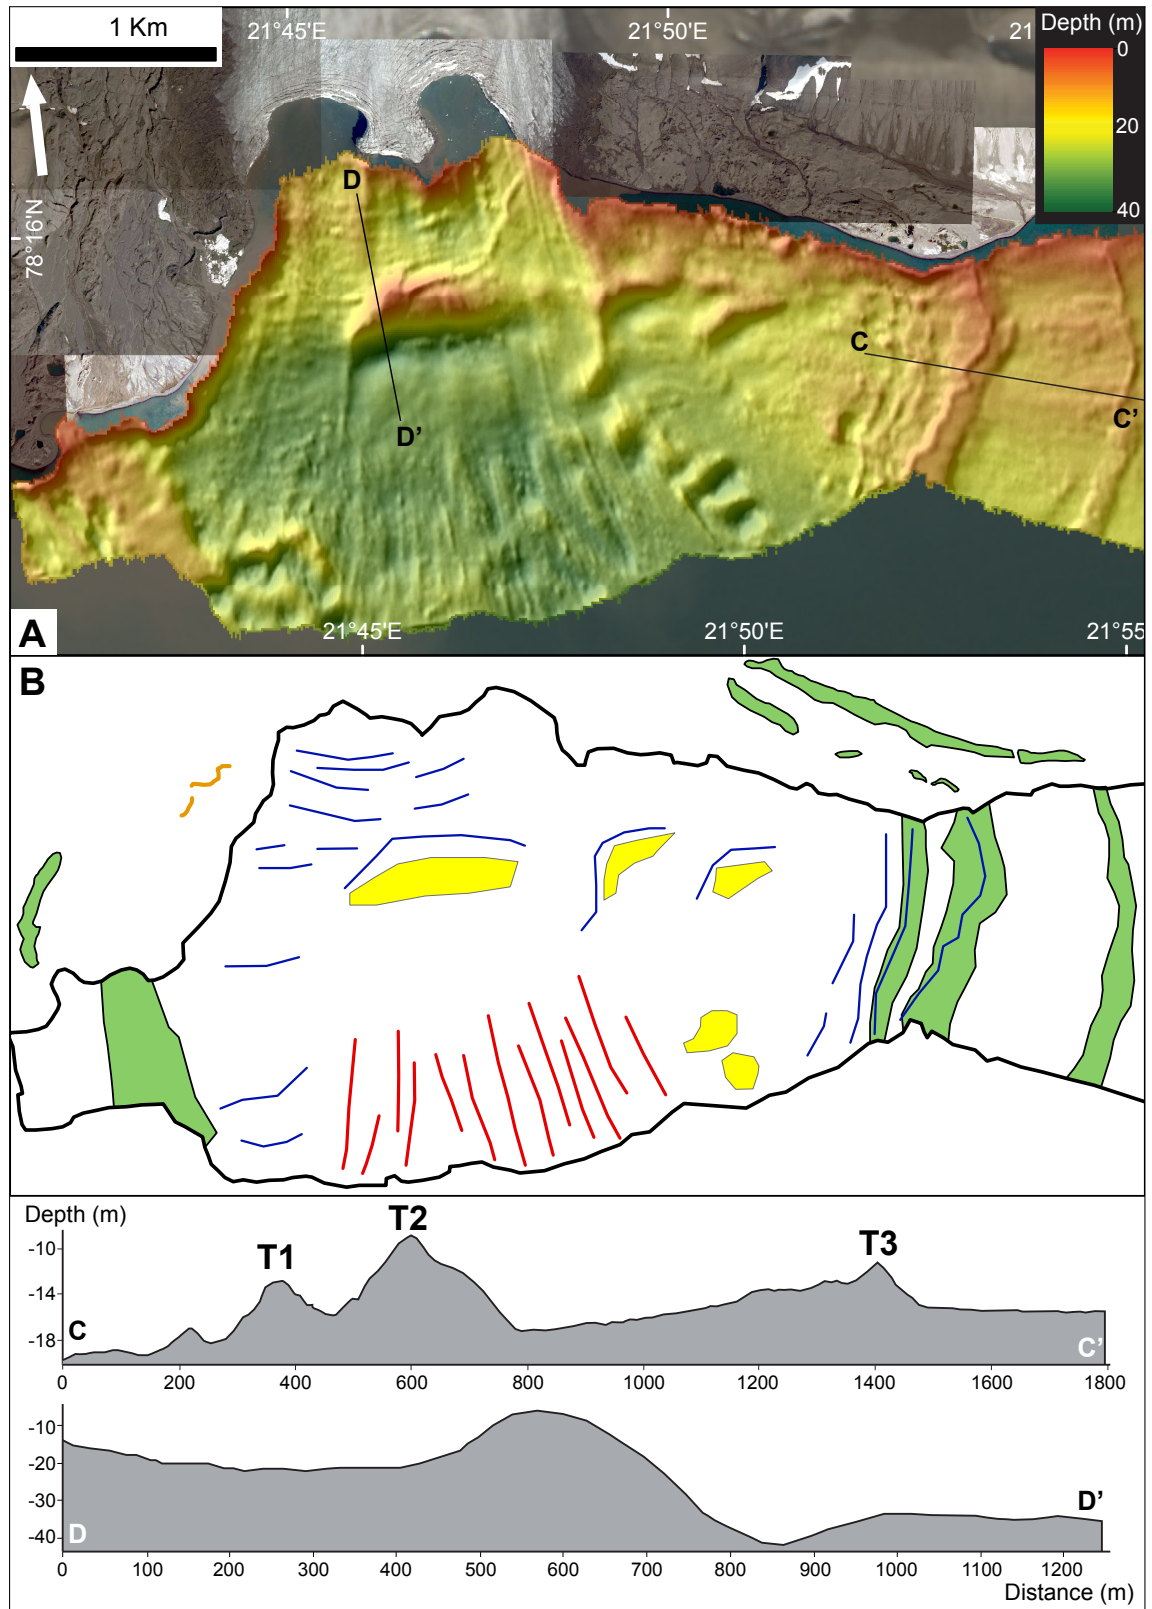 1 Km
21°45'E
21°50'E
21
Depth (m)
0
20
40
78°16'N
D
D’
C
C’
A
21°45'E
21°50'E
21°55
B
Depth (m)
T1
T2
T3
-10
-14
-18
C
C’
0 200 400 600 800 1000 1200 1400 1600 1800
-10
-20
-30
-40
D
D’
0 100 200 300 400 500 600 700 800 900 1000 1100 1200
Distance (m)